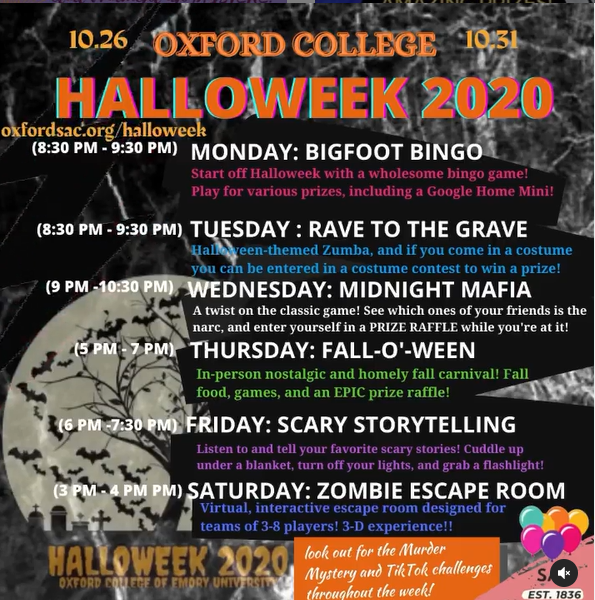 10.26 OXFORD COLLEGE 10.31
HALLOWEEK 2020
oxfordsac.org/halloweek
(8:30 PM - 9:30 PM) MONDAY: BIGFOOT BINGO
Start off Halloween with a wholesome bingo game!
Play for various prizes, including a Google Home Mini!
(8:30 PM - 9:30 PM) TUESDAY : RAVE TO THE GRAVE
Halloween-themed Zumba, and if you come in a costume
you can be entered in a costume contest to win a prize!
(9 PM -10:30 PM) WEDNESDAY: MIDNIGHT MAFIA
A twist on the classic game! See which ones of your friends is the
narc, and enter yourself in a PRIZE RAFFLE while you're at it!
(5 PM - 7 PM) THURSDAY: FALL-O'-WEEN
In-person nostalgic and homely fall carnival! Fall
food, games, and an EPIC prize raffle!
(6 PM -7:30 PM) FRIDAY: SCARY STORYTELLING
Listen to and tell your favorite scary stories! Cuddle up
under a blanket, turn off your lights, and grab a flashlight!
(3 PM - 4 PM PM) SATURDAY: ZOMBIE ESCAPE ROOM
Virtual, interactive escape room designed for
teams of 3-8 players! 3-D experience!!
HALLOWEEK 2020
OXFORD COLLEGE OF EMORY UNIVERSITY
look out for the Murder
Mystery and TikTok challenges
throughout the week!
EST. 1836